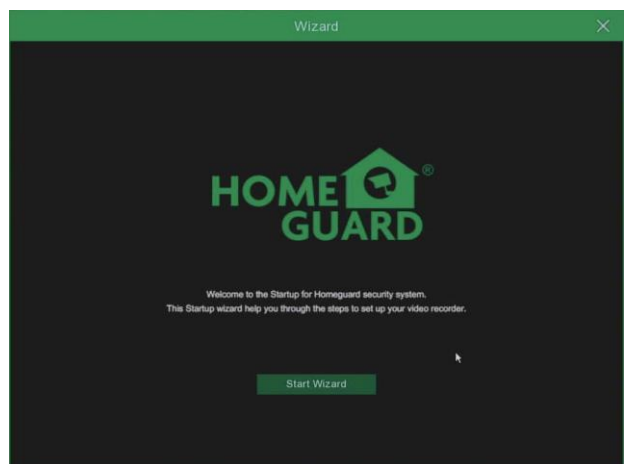 Wizard
HOME
GUARD
®
Welcome to the Startup for Homeguard security system.
This Startup wizard help you through the steps to set up your video recorder.
Start Wizard